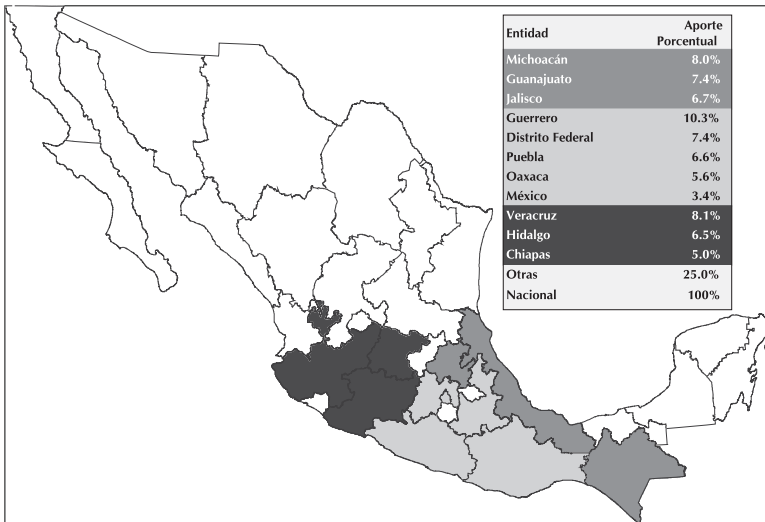 Entidad Aporte Porcentual
Michoacán 8.0%
Guanajuato 7.4%
Jalisco 6.7%
Guerrero 10.3%
Distrito Federal 7.4%
Puebla 6.6%
Oaxaca 5.6%
México 3.4%
Veracruz 8.1%
Hidalgo 6.5%
Chiapas 5.0%
Otras 25.0%
Nacional 100%